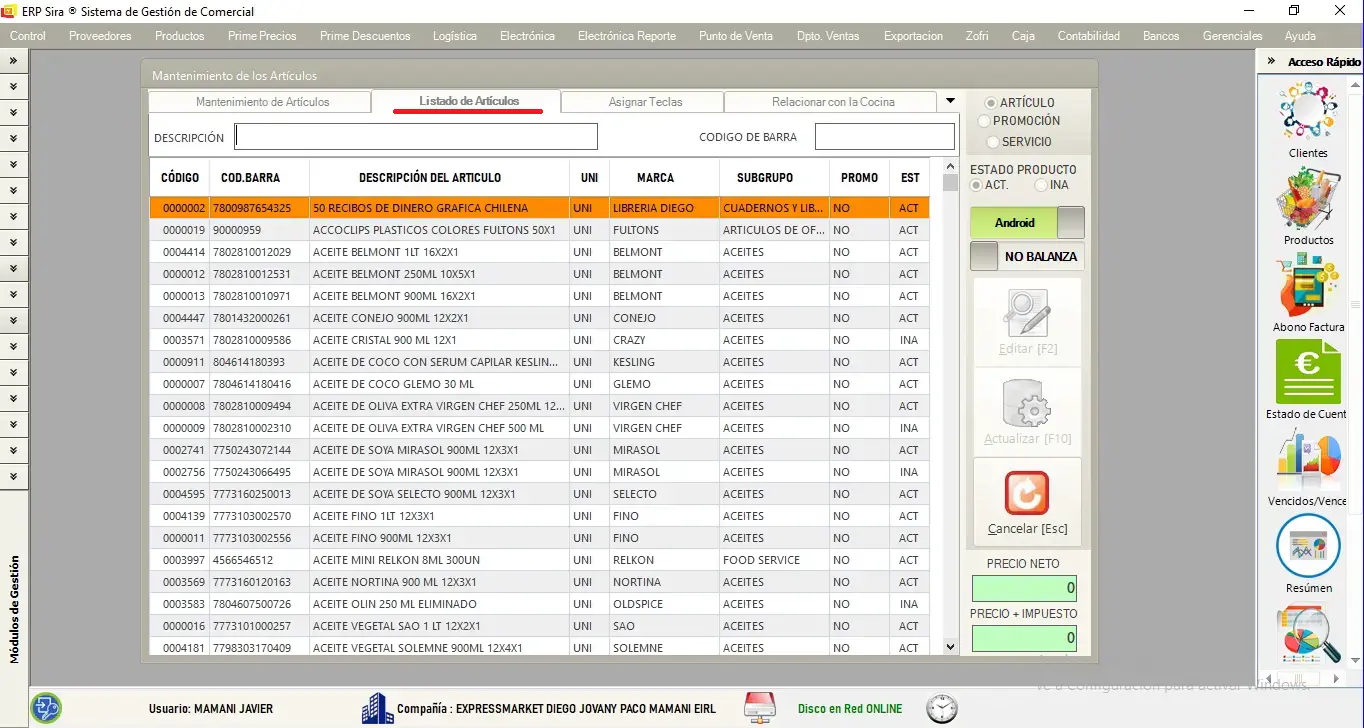 ERP Sira ® Sistema de Gestión de Comercial
Control Proveedores Productos Prime Precios Prime Descuentos Logística Electrónica Electrónica Reporte Punto de Venta Dpto. Ventas Exportacion Zofri Caja Contabilidad Bancos Gerenciales Ayuda
Acceso Rápido
Mantenimiento de los Artículos
Mantenimiento de Artículos Listado de Artículos Asignar Teclas Relacionar con la Cocina
DESCRIPCIÓN CODIGO DE BARRA
CÓDIGO COD.BARRA DESCRIPCIÓN DEL ARTICULO UNI MARCA SUBGRUPO PROMO EST
0000002 7800987654325 50 RECIBOS DE DINERO GRAFICA CHILENA UNI LIBRERIA DIEGO CUADERNOS Y LIB... NO ACT
0000019 90000959 ACCOCLIPS PLASTICOS COLORES FULTONS 50X1 UNI FULTONS ARTICULOS DE OF... NO ACT
0004414 7802810012029 ACEITE BELMONT 1LT 16X2X1 UNI BELMONT ACEITES NO ACT
0000012 7802810012531 ACEITE BELMONT 250ML 10X5X1 UNI BELMONT ACEITES NO ACT
0000013 7802810010971 ACEITE BELMONT 900ML 16X2X1 UNI BELMONT ACEITES NO ACT
0004447 7801432000261 ACEITE CONEJO 900ML 12X2X1 UNI CONEJO ACEITES NO ACT
0003571 7802810009586 ACEITE CRISTAL 900 ML 12X1 UNI CRAZY ACEITES NO INA
0000911 804614180393 ACEITE DE COCO CON SERUM CAPILAR KESLIN... UNI KESLING ACEITES NO ACT
0000007 7804614180416 ACEITE DE COCO GLEMO 30 ML UNI GLEMO ACEITES NO ACT
0000008 7802810009494 ACEITE DE OLIVA EXTRA VIRGEN CHEF 250ML 12... UNI VIRGEN CHEF ACEITES NO ACT
0000009 7802810002310 ACEITE DE OLIVA EXTRA VIRGEN CHEF 500 ML UNI VIRGEN CHEF ACEITES NO INA
0002741 7750243072144 ACEITE DE SOYA MIRASOL 900ML 12X3X1 UNI MIRASOL ACEITES NO ACT
0002756 7750243066495 ACEITE DE SOYA MIRASOL 900ML 12X3X1 UNI MIRASOL ACEITES NO INA
0004595 7773160250013 ACEITE DE SOYA SELECTO 900ML 12X3X1 UNI SELECTO ACEITES NO ACT
0004139 7773103002570 ACEITE FINO 1LT 12X3X1 UNI FINO ACEITES NO ACT
0000011 7773103002556 ACEITE FINO 900ML 12X3X1 UNI FINO ACEITES NO ACT
0003997 4566546512 ACEITE MINI RELKON 8ML 300UN UNI RELKON FOOD SERVICE NO ACT
0003569 7773160120163 ACEITE NORTINA 900 ML 12X3X1 UNI NORTINA ACEITES NO ACT
0003583 7804607500726 ACEITE OLIN 250 ML ELIMINADO UNI OLDSPICE ACEITES NO INA
0000016 7773101000257 ACEITE VEGETAL SAO 1 LT 12X2X1 UNI SAO ACEITES NO ACT
0004181 7798303170409 ACEITE VEGETAL SOLEMNE 900ML 12X4X1 UNI SOLEMNE ACEITES NO ACT
ARTÍCULO
PROMOCIÓN
SERVICIO
ESTADO PRODUCTO
ACT. INA
Android
NO BALANZA
Editar [F2]
Actualizar [F10]
Cancelar [Esc]
PRECIO NETO
0
PRECIO + IMPUESTO
0
Clientes
Productos
Abono Factura
Estado de Cuent
Vencidos/Vence
Resúmen
Módulos de Gestión
Ve a Configuración para activar Windows.
Usuario: MAMANI JAVIER Compañía : EXPRESSMARKET DIEGO JOVANY PACO MAMANI EIRL Disco en Red ONLINE